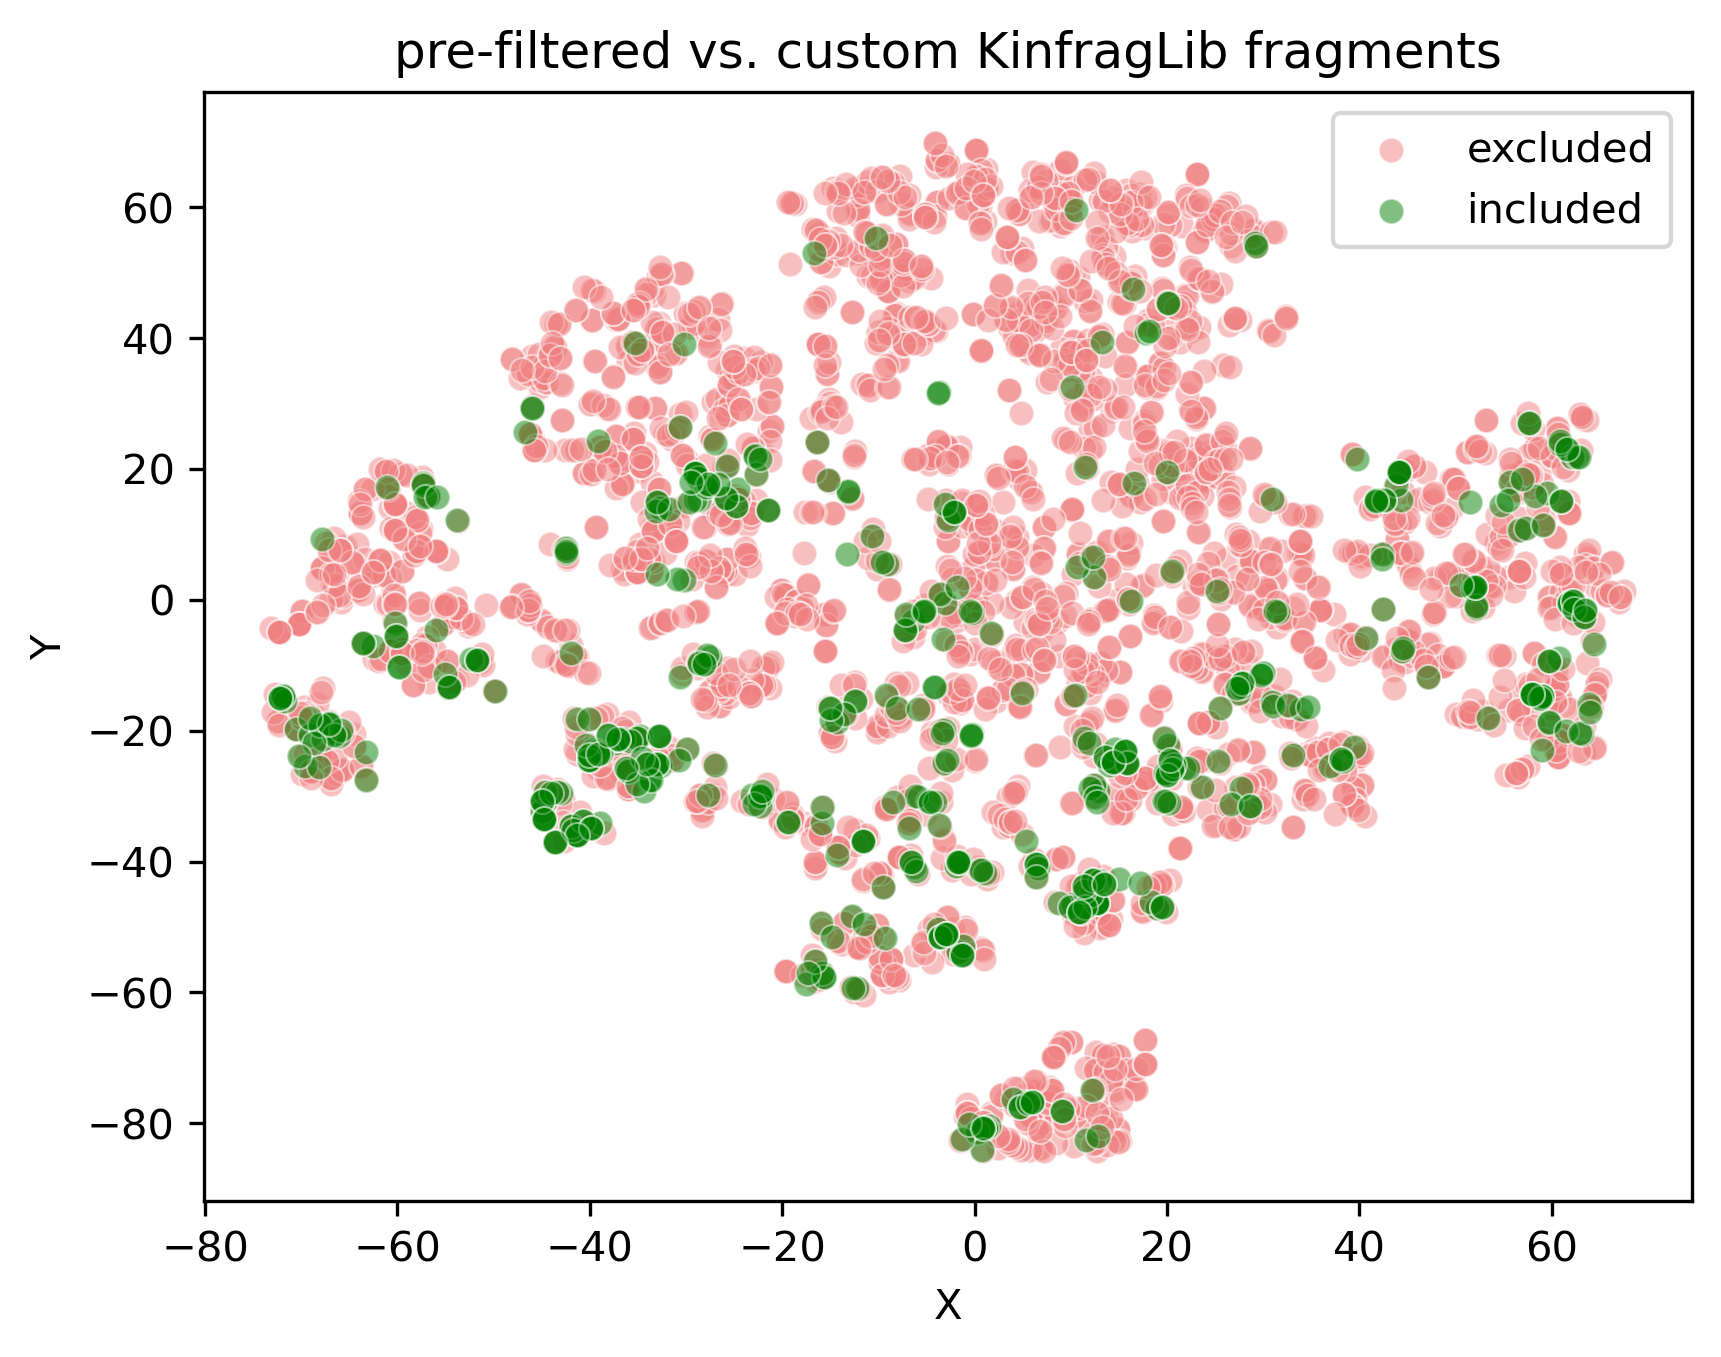 pre-filtered vs. custom KinfragLib fragments
excluded
included
60
40
20
0
−20
−40
−60
−80
Y
−80 −60 −40 −20 0 20 40 60
X